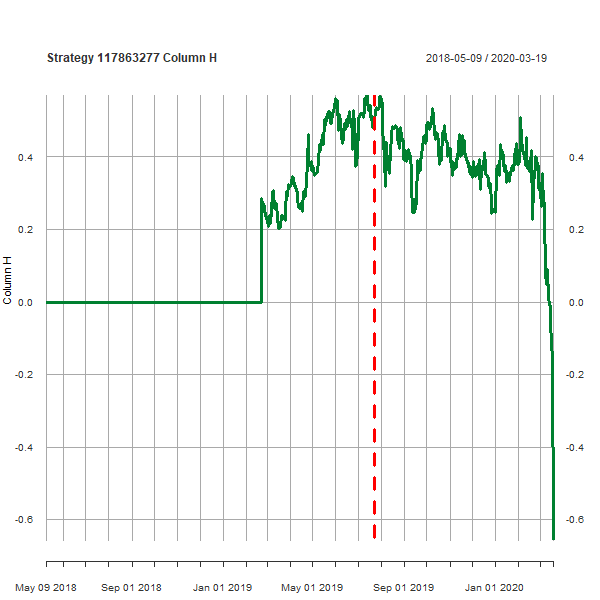 Strategy 117863277 Column H 2018-05-09 / 2020-03-19
Column H
0.4 0.4
0.2 0.2
0.0 0.0
-0.2 -0.2
-0.4 -0.4
-0.6 -0.6
May 09 2018 Sep 01 2018 Jan 01 2019 May 01 2019 Sep 01 2019 Jan 01 2020